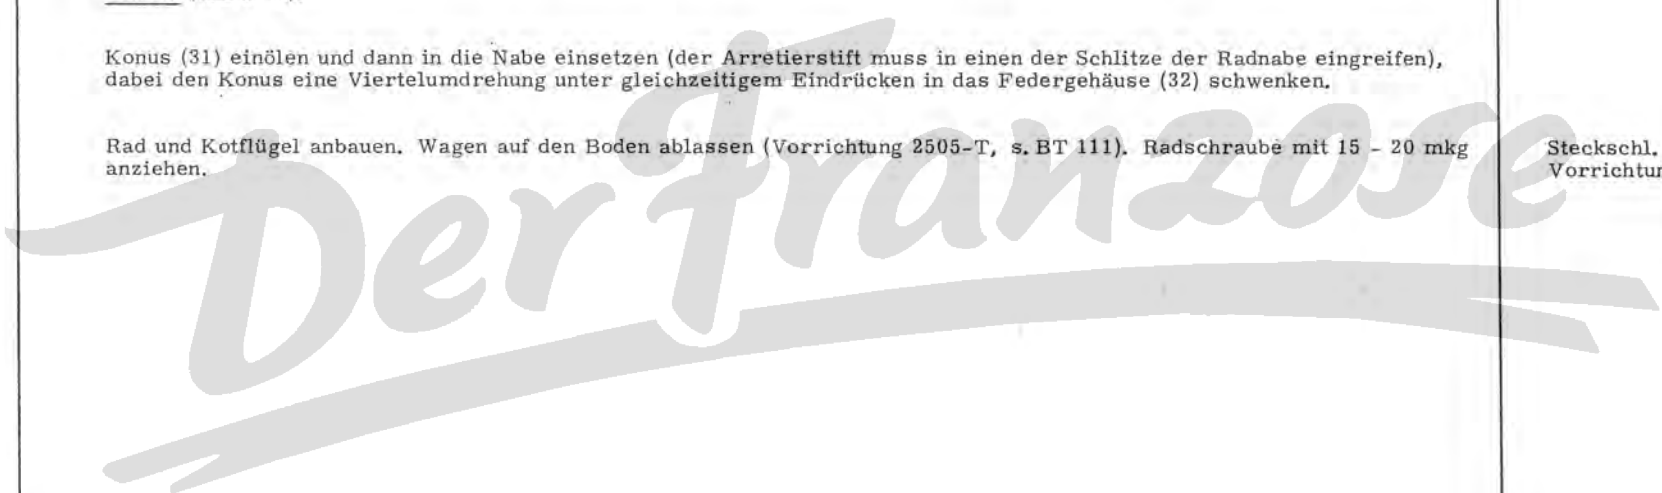 Konus (31) einölen und dann in die Nabe einsetzen (der Arretierstift muss in einen der Schlitze der Radnabe eingreifen),
dabei den Konus eine Viertelumdrehung unter gleichzeitigem Eindrücken in das Federgehäuse (32) schwenken.
Rad und Kotflügel anbauen. Wagen auf den Boden ablassen (Vorrichtung 2505-T, s. BT 111). Radschraube mit 15 - 20 mkg
anziehen.
Steckschl.
Vorrichtun
Der Franzose